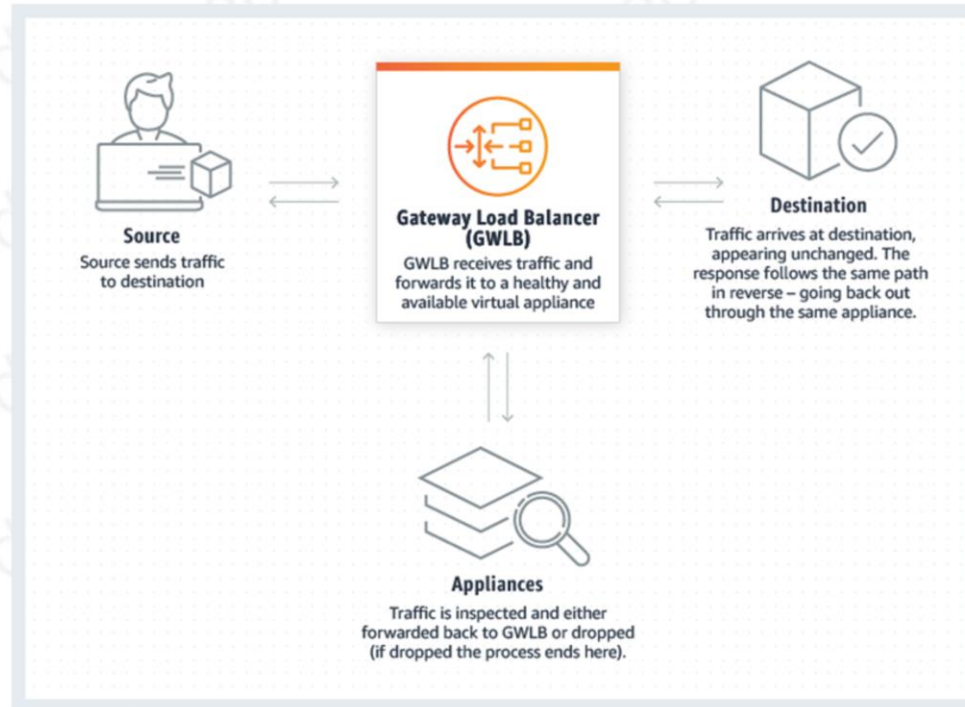 Source
Source sends traffic
to destination
Gateway Load Balancer
(GWLB)
GWLB receives traffic and
forwards it to a healthy and
available virtual appliance
Destination
Traffic arrives at destination,
appearing unchanged. The
response follows the same path
in reverse – going back out
through the same appliance.
Appliances
Traffic is inspected and either
forwarded back to GWLB or dropped
(if dropped the process ends here).